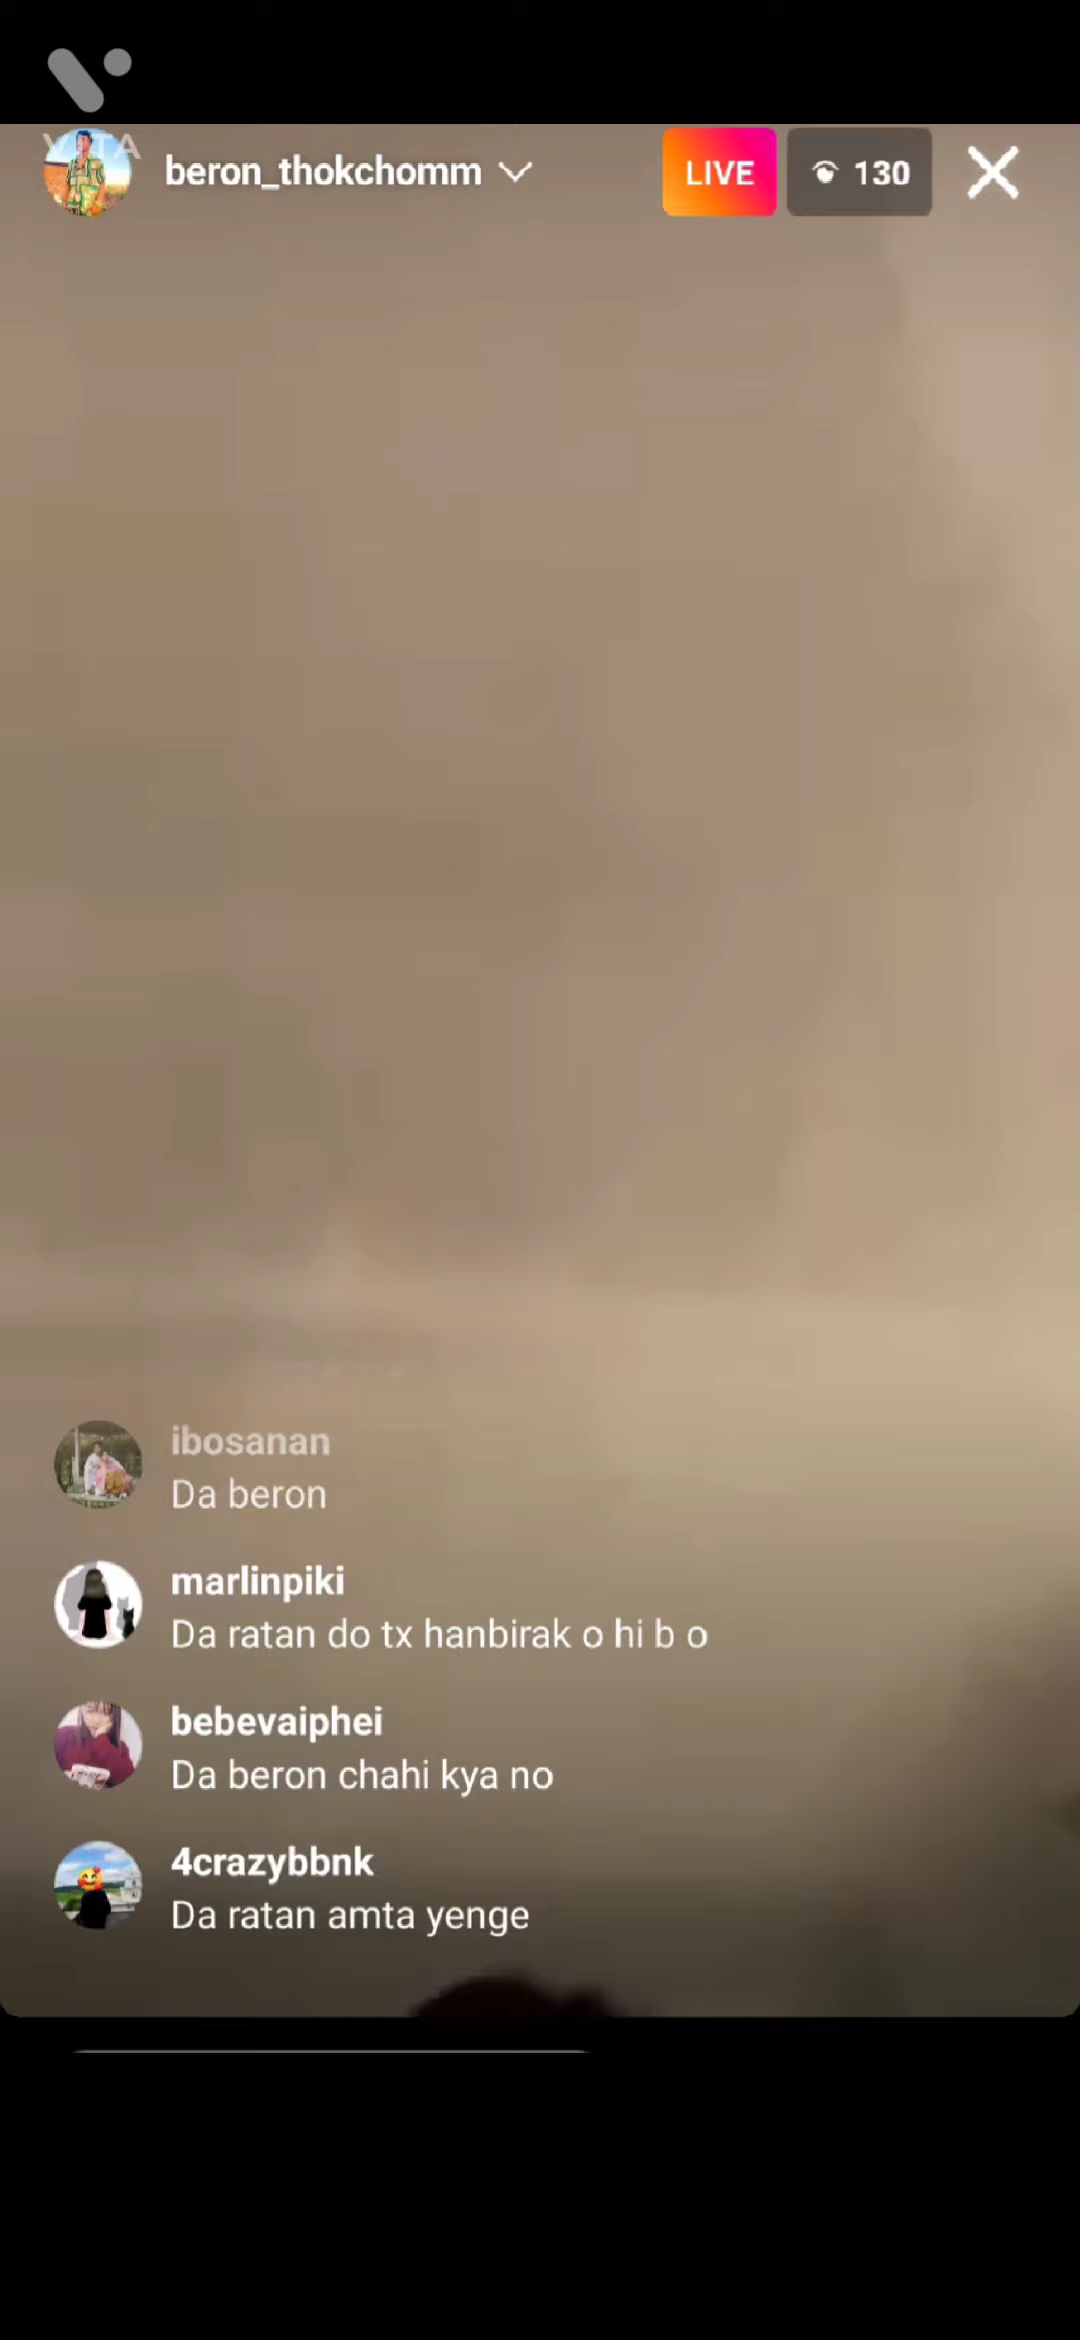 VITA
beron_thokchomm
LIVE
130
ibosanan
Da beron
marlinpiki
Da ratan do tx hanbirak o hi b o
bebevaiphei
Da beron chahi kya no
4crazybbnk
Da ratan amta yenge